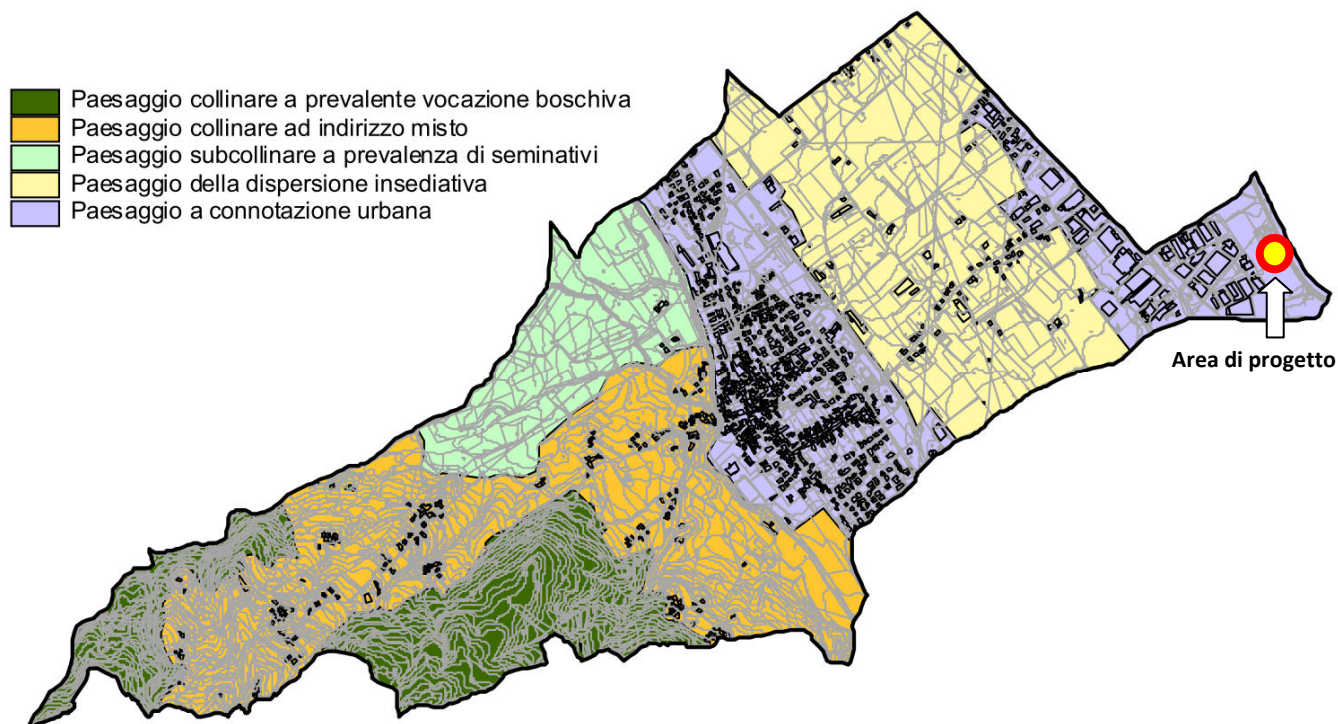 Paesaggio collinare a prevalente vocazione boschiva
Paesaggio collinare ad indirizzo misto
Paesaggio subcollinare a prevalenza di seminativi
Paesaggio della dispersione insediativa
Paesaggio a connotazione urbana
Area di progetto